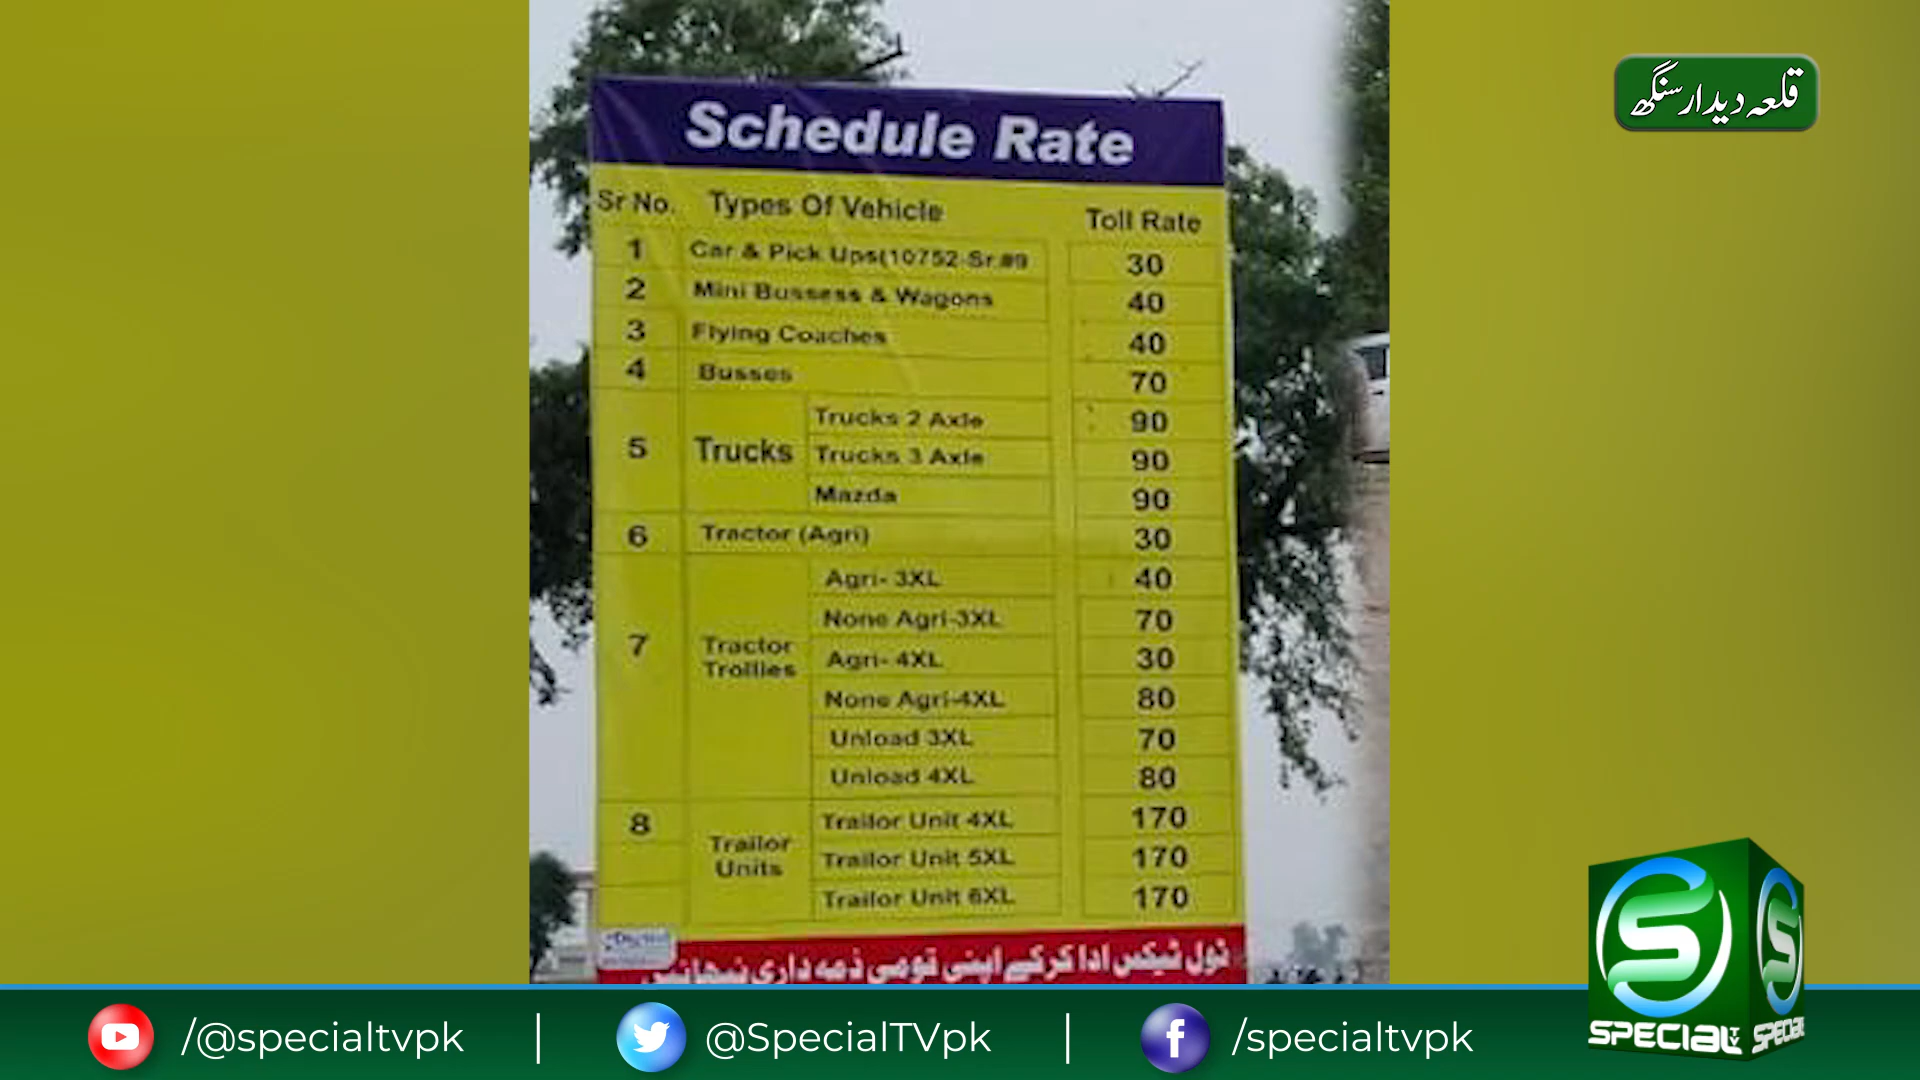 قلعہ دیدار سنگھ
Schedule Rate
Sr No. Types Of Vehicle Toll Rate
1 Car & Pick Ups(10752-Sr.#9 30
2 Mini Bussess & Wagons 40
3 Flying Coaches 40
4 Busses 70
5 Trucks Trucks 2 Axle 90
Trucks 3 Axle 90
Mazda 90
6 Tractor (Agri) 30
7 Tractor Trollies Agri- 3XL 40
None Agri-3XL 70
Agri- 4XL 30
None Agri-4XL 80
Unload 3XL 70
Unload 4XL 80
8 Trailor Units Trailor Unit 4XL 170
Trailor Unit 5XL 170
Trailor Unit 6XL 170
ٹول ٹیکس ادا کرکے اپنی قومی ذمہ داری نبھائیں
/@specialtvpk | @SpecialTVpk | /specialtvpk
SPECIAL TV SPECIAL